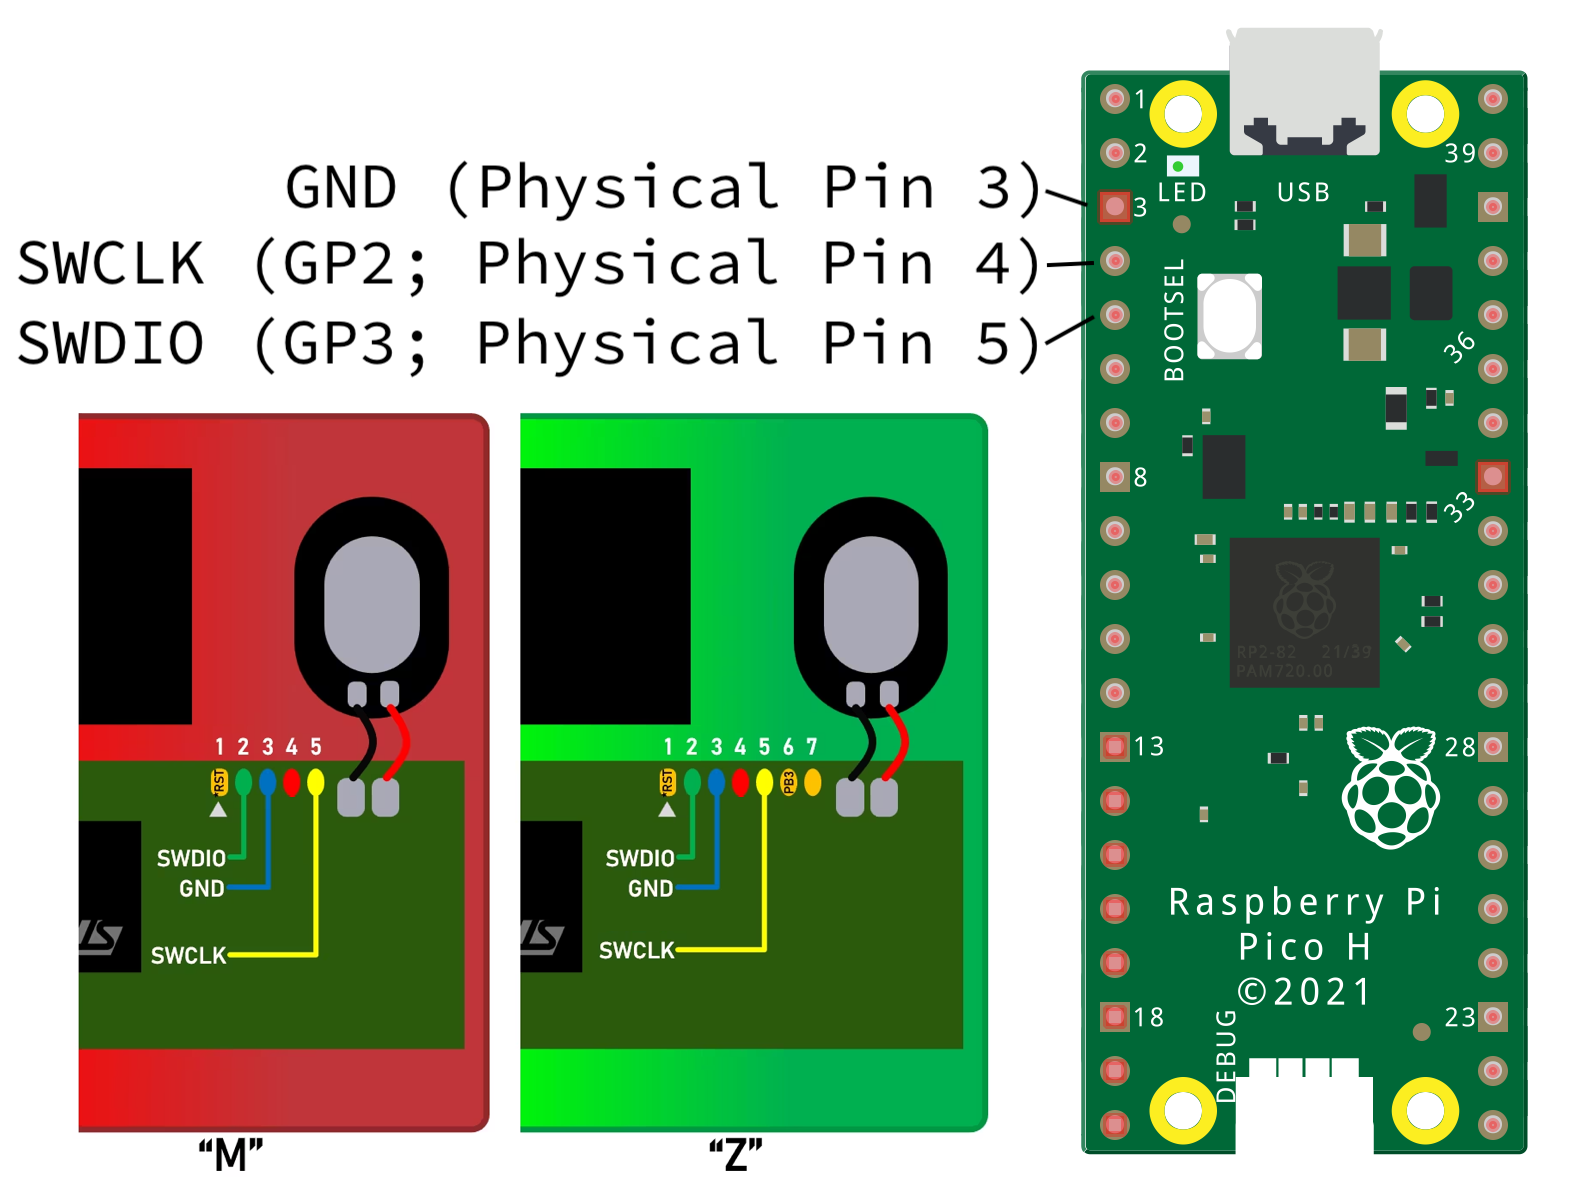 GND (Physical Pin 3)
SWCLK (GP2; Physical Pin 4)
SWDIO (GP3; Physical Pin 5)
1
2
39
3
LED
USB
BOOTSEL
36
8
33
RP2-82 21/39
PAM720.00
13
28
Raspberry Pi
Pico H
©2021
18
23
DEBUG
1 2 3 4 5
RST
SWDIO
GND
SWCLK
"M"
1 2 3 4 5 6 7
RST
PB3
SWDIO
GND
SWCLK
"Z"